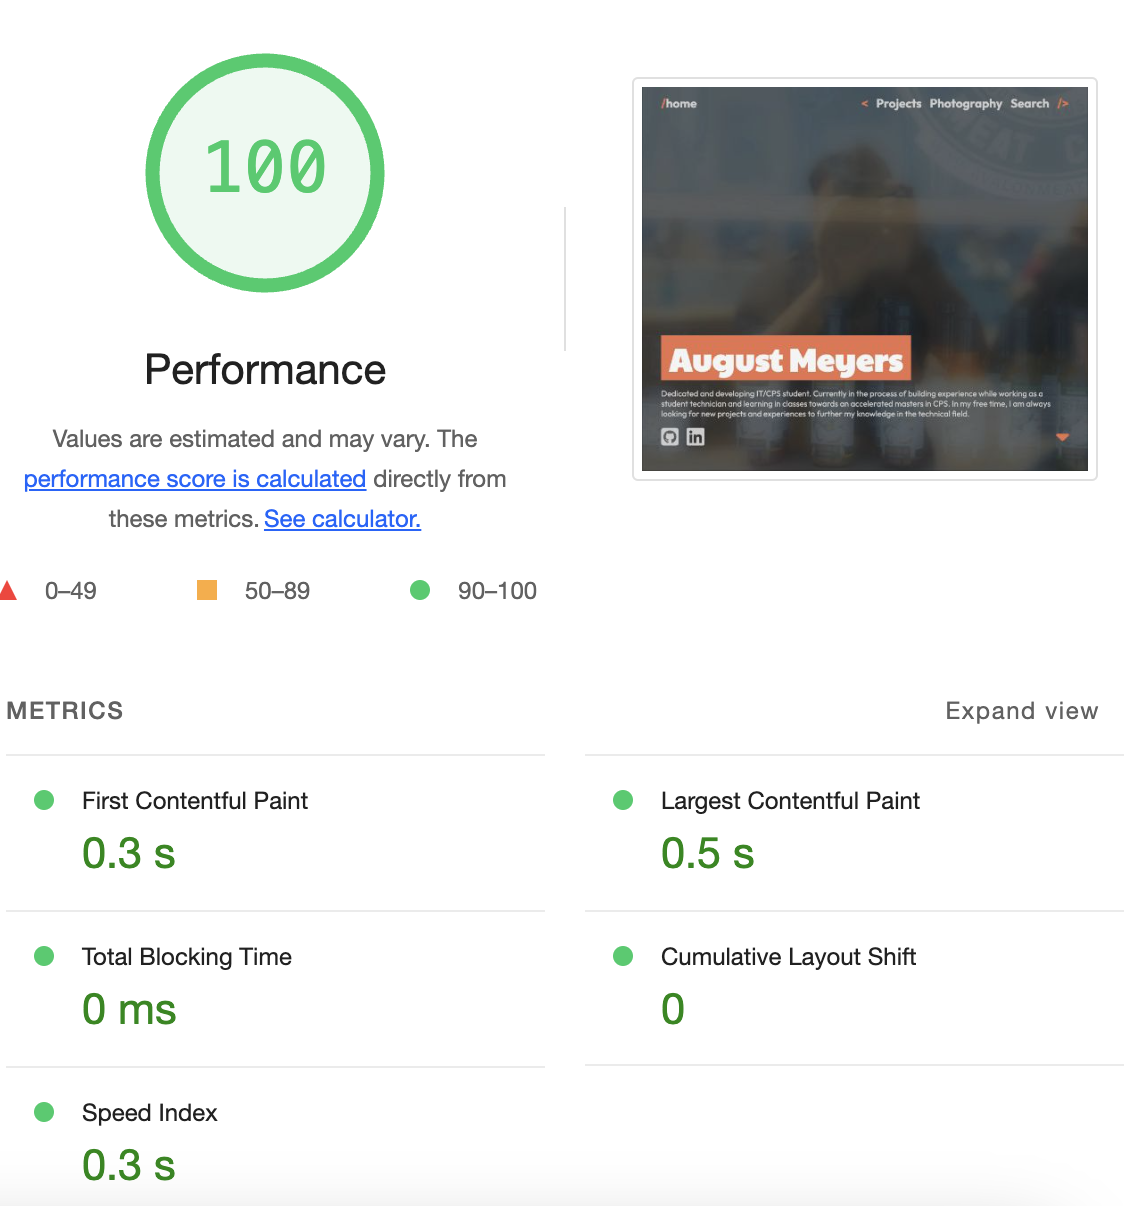 100
Performance
Values are estimated and may vary. The
performance score is calculated directly from
these metrics. See calculator.
0–49
50–89
90–100
/home
< Projects Photography Search />
August Meyers
Dedicated and developing IT/CPS student. Currently in the process of building experience while working as a
student technician and learning in classes towards an accelerated masters in CPS. In my free time, i am always
looking for new projects and experiences to further my knowledge in the technical field.
in
METRICS
Expand view
First Contentful Paint
0.3 s
Largest Contentful Paint
0.5 s
Total Blocking Time
0 ms
Cumulative Layout Shift
0
Speed Index
0.3 s